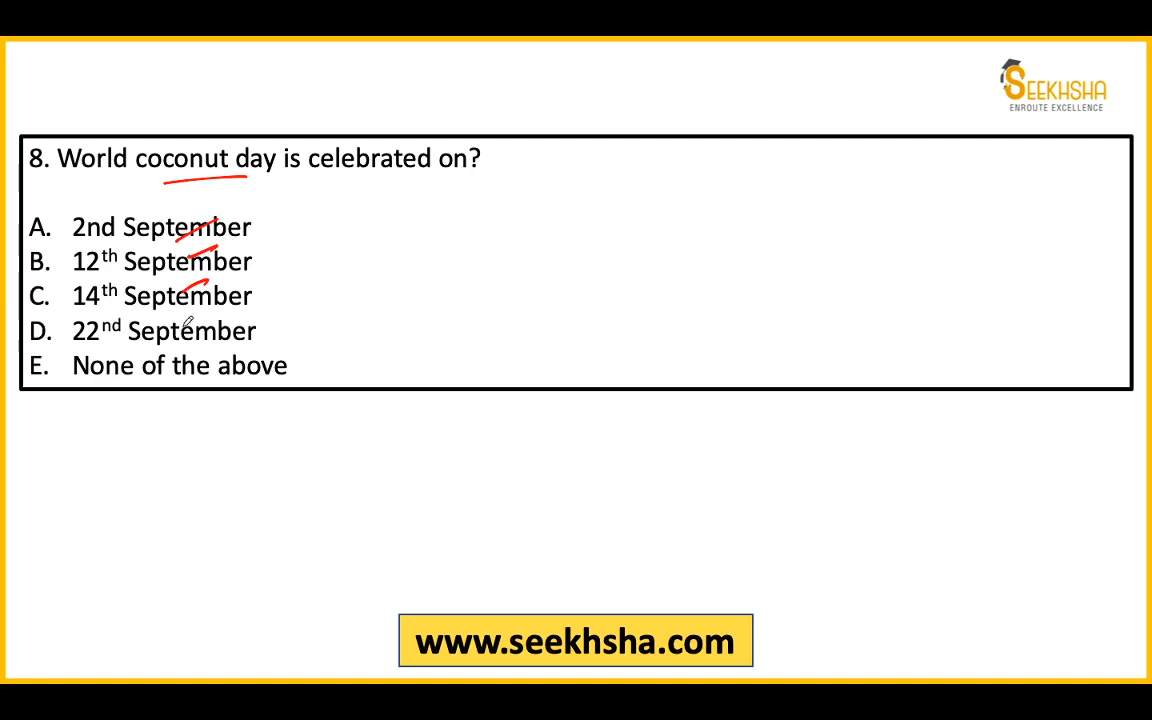 SEEKHSHA
ENROUTE EXCELLENCE
8. World coconut day is celebrated on?
A. 2nd September
B. 12th September
C. 14th September
D. 22nd September
E. None of the above
www.seekhsha.com